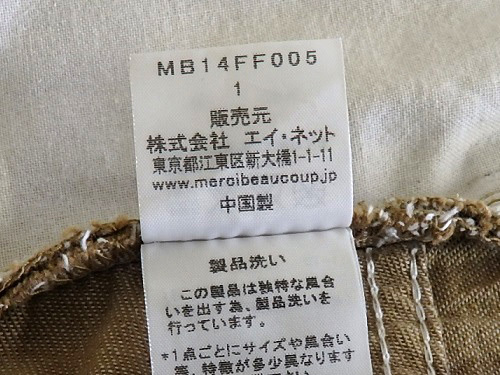 MB14FF005
1
販売元
株式会社 エイ・ネット
東京都江東区新大橋1-1-11
www.mercibeaucoup.jp
中国製
製品洗い
この製品は独特な風合
いを出す為、製品洗いを
行っています。
*1点ごとにサイズや風合い
等、特徴が多少異なります